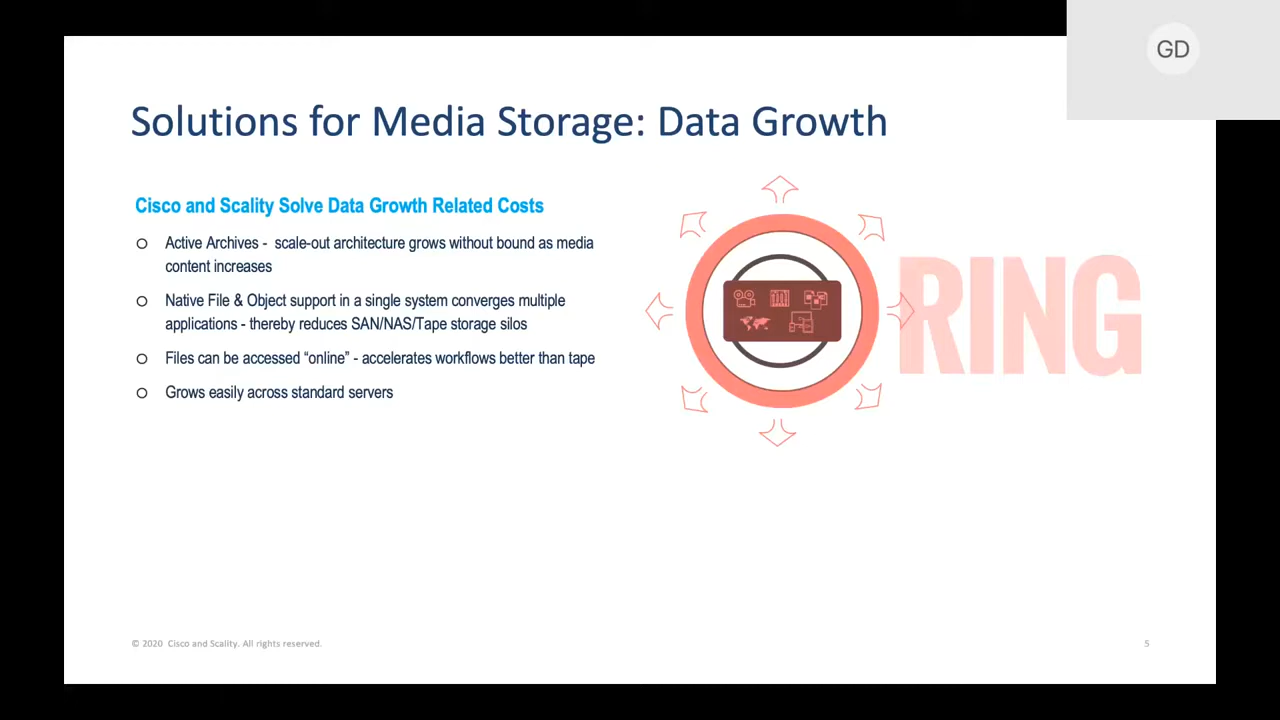 GD
Solutions for Media Storage: Data Growth
Cisco and Scality Solve Data Growth Related Costs
Active Archives - scale-out architecture grows without bound as media
content increases
Native File & Object support in a single system converges multiple
applications - thereby reduces SAN/NAS/Tape storage silos
Files can be accessed “online” - accelerates workflows better than tape
Grows easily across standard servers
RING
© 2020 Cisco and Scality. All rights reserved.
5